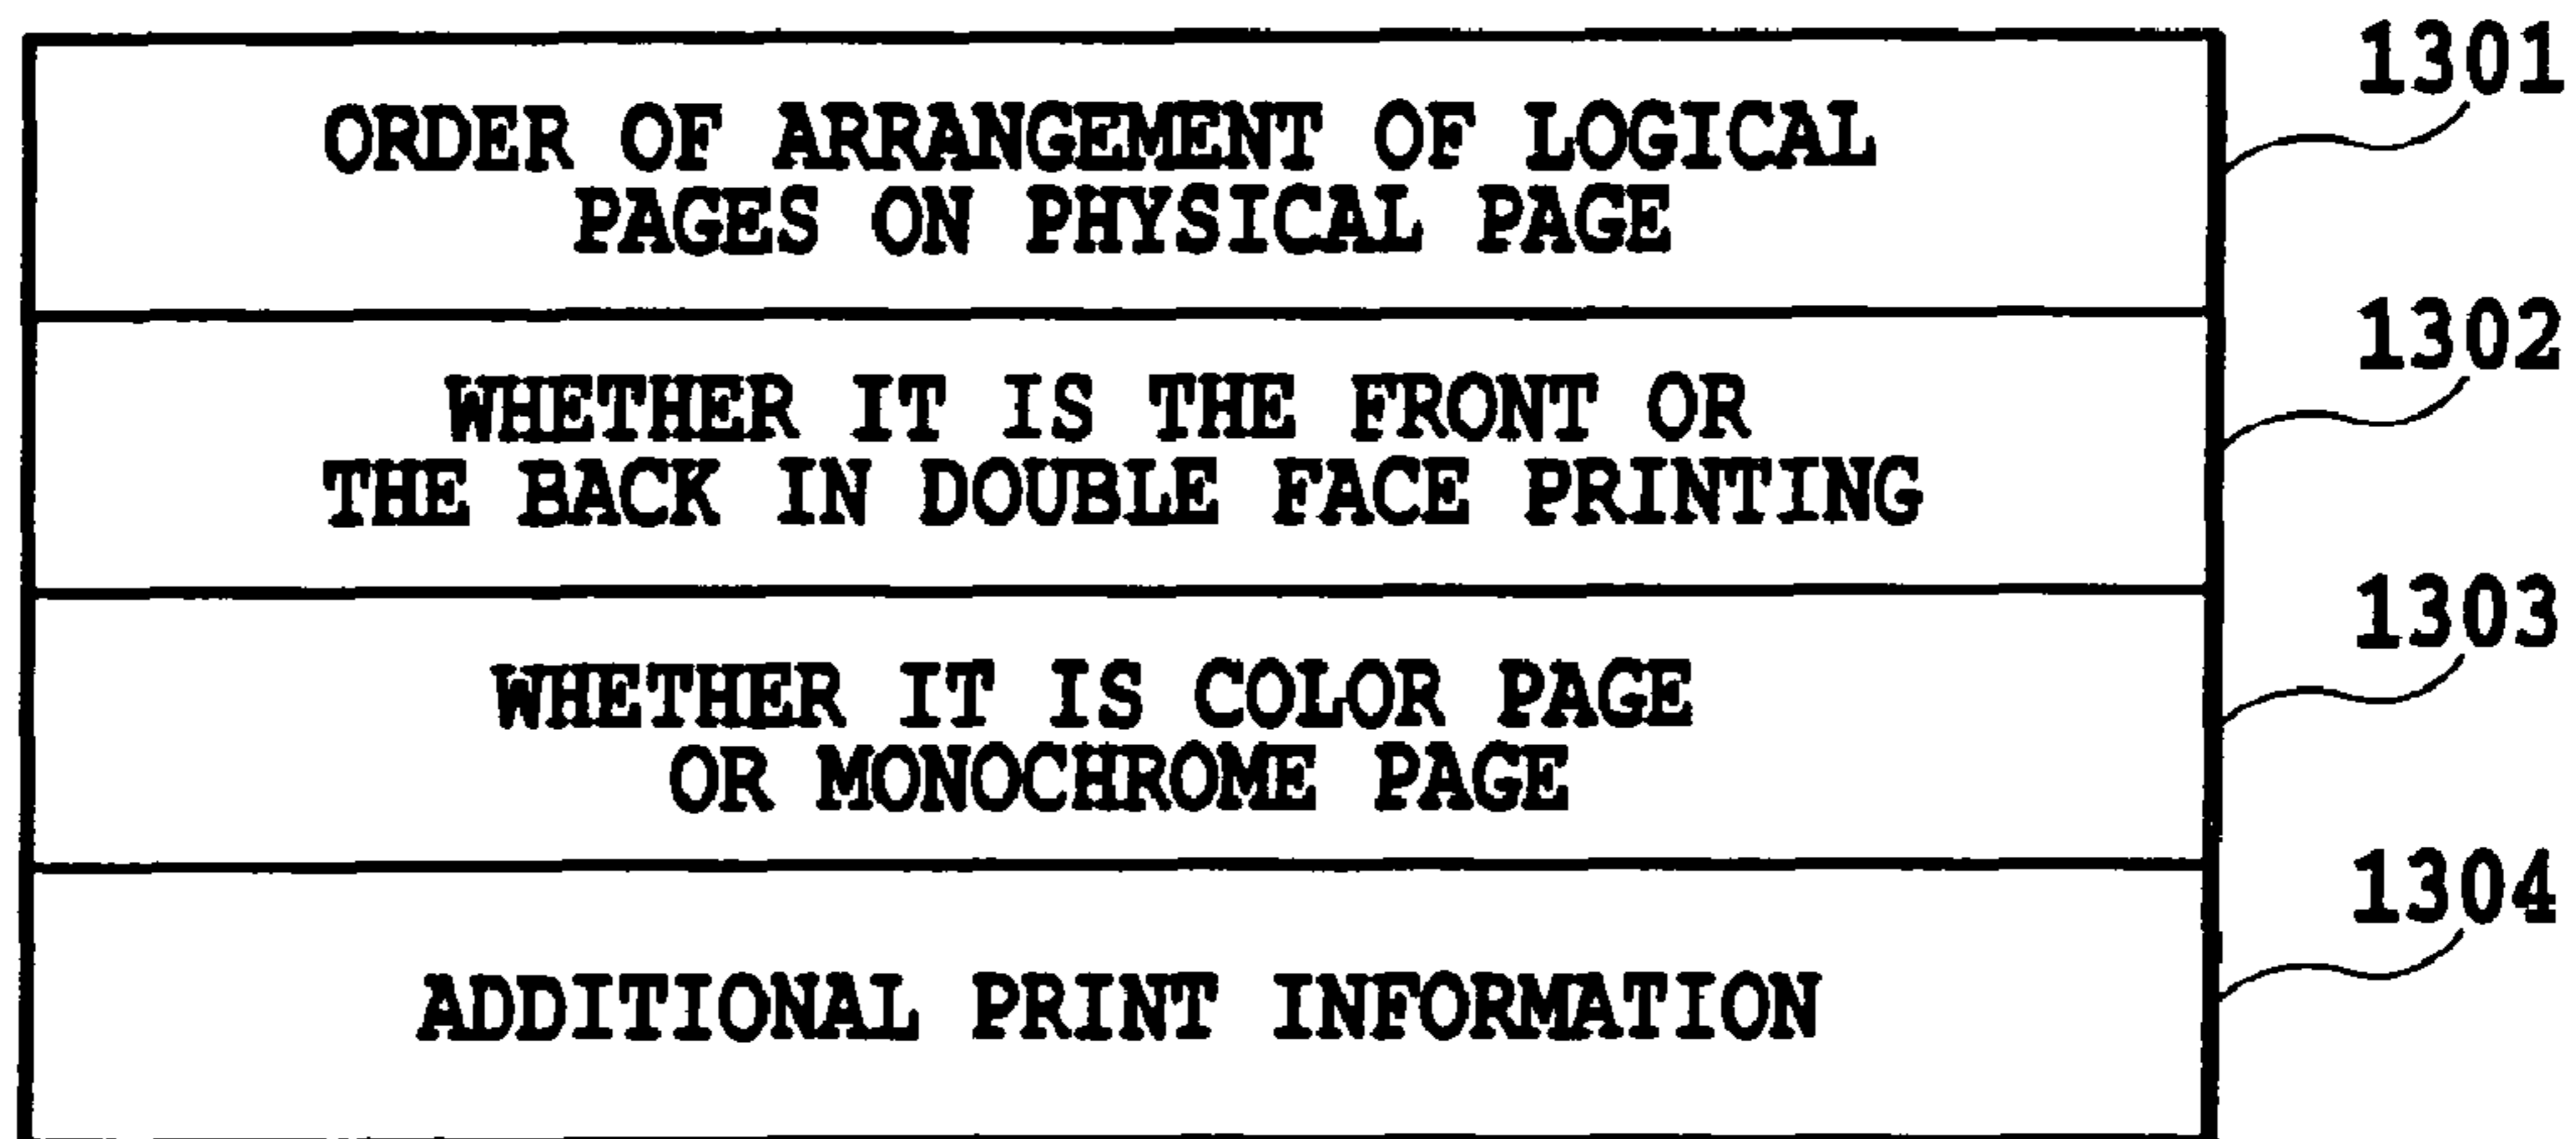 1301
ORDER OF ARRANGEMENT OF LOGICAL
PAGES ON PHYSICAL PAGE
1302
WHETHER IT IS THE FRONT OR
THE BACK IN DOUBLE FACE PRINTING
1303
WHETHER IT IS COLOR PAGE
OR MONOCHROME PAGE
1304
ADDITIONAL PRINT INFORMATION